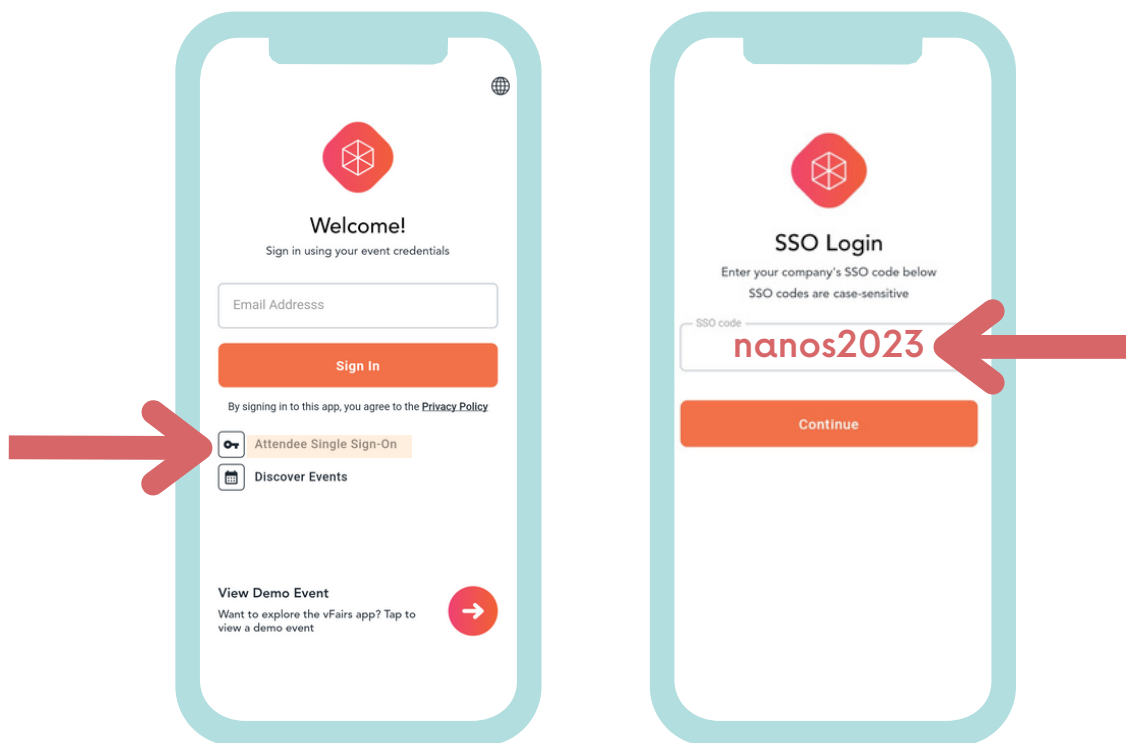 Welcome!
Sign in using your event credentials
Email Addresss
Sign In
By signing in to this app, you agree to the Privacy Policy
Attendee Single Sign-On
Discover Events
View Demo Event
Want to explore the vFairs app? Tap to
view a demo event
SSO Login
Enter your company's SSO code below
SSO codes are case-sensitive
SSO code
nanos2023
Continue